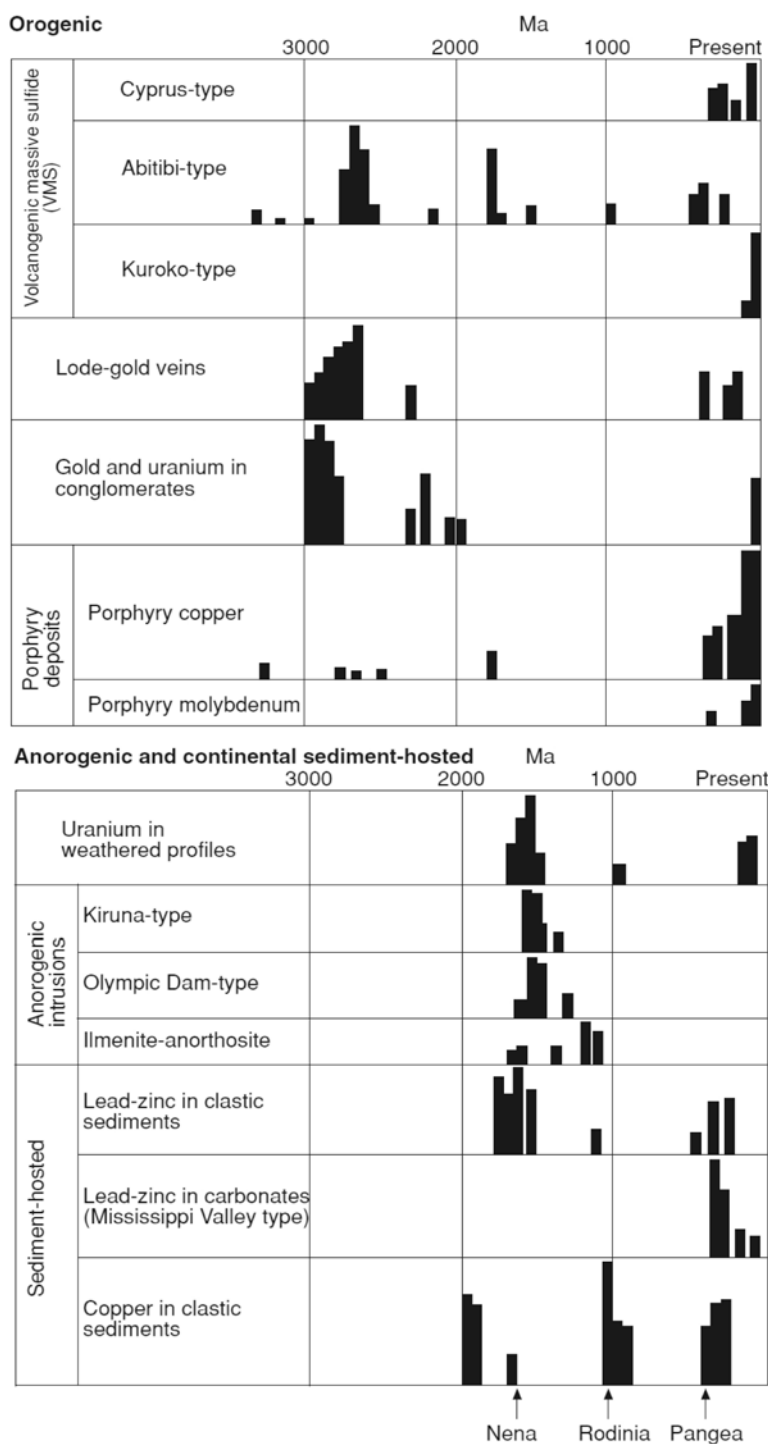 Orogenic
Ma
3000 2000 1000 Present
Volcanogenic massive sulfide
(VMS)
Cyprus-type
Abitibi-type
Kuroko-type
Lode-gold veins
Gold and uranium in
conglomerates
Porphyry
deposits
Porphyry copper
Porphyry molybdenum
Anorogenic and continental sediment-hosted
Ma
3000 2000 1000 Present
Uranium in
weathered profiles
Anorogenic
intrusions
Kiruna-type
Olympic Dam-type
Ilmenite-anorthosite
Sediment-hosted
Lead-zinc in clastic
sediments
Lead-zinc in carbonates
(Mississippi Valley type)
Copper in clastic
sediments
Nena Rodinia Pangea